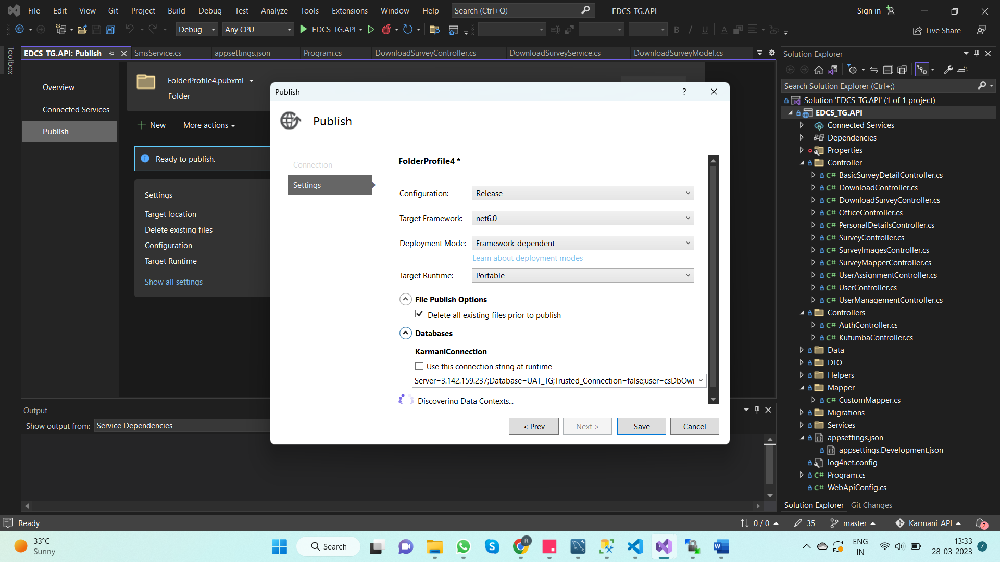 File Edit View Git Project Build Debug Test Analyze Tools Extensions Window Help Search (Ctrl+Q) EDCS_TG.API Sign in
Debug Any CPU EDCS_TG.API B I U A Live Share
Toolbox
EDCS_TG.API: Publish SmsService.cs appsettings.json Program.cs DownloadSurveyController.cs DownloadSurveyService.cs DownloadSurveyModel.cs
Overview
Connected Services
Publish
FolderProfile4.pubxml
Folder
New More actions
Ready to publish.
Settings
Target location
Delete existing files
Configuration
Target Runtime
Show all settings
Publish ?
Publish
Connection
Settings
FolderProfile4 *
Configuration: Release
Target Framework: net6.0
Deployment Mode: Framework-dependent
Learn about deployment modes
Target Runtime: Portable
File Publish Options
Delete all existing files prior to publish
Databases
KarmaniConnection
Use this connection string at runtime
Server=3.142.159.237;Database=UAT_TG;Trusted_Connection=false;user=csDbOwn
Discovering Data Contexts...
< Prev Next > Save Cancel
Output
Show output from: Service Dependencies
Solution Explorer
Search Solution Explorer (Ctrl+;)
Solution 'EDCS_TG.API' (1 of 1 project)
EDCS_TG.API
Connected Services
Dependencies
Properties
Controller
C# BasicSurveyDetailController.cs
C# DownloadController.cs
C# DownloadSurveyController.cs
C# OfficeController.cs
C# PersonalDetailsController.cs
C# SurveyController.cs
C# SurveyImagesController.cs
C# SurveyMapperController.cs
C# UserAssignmentController.cs
C# UserController.cs
C# UserManagementController.cs
Controllers
C# AuthController.cs
C# KutumbaController.cs
Data
DTO
Helpers
Mapper
C# CustomMapper.cs
Migrations
Services
appsettings.json
appsettings.Development.json
log4net.config
C# Program.cs
C# WebApiConfig.cs
Solution Explorer Git Changes
Ready 0 / 0 35 master Karmani_API 2
33°C
Sunny
Search
R
ENG
IN
13:33
28-03-2023
7